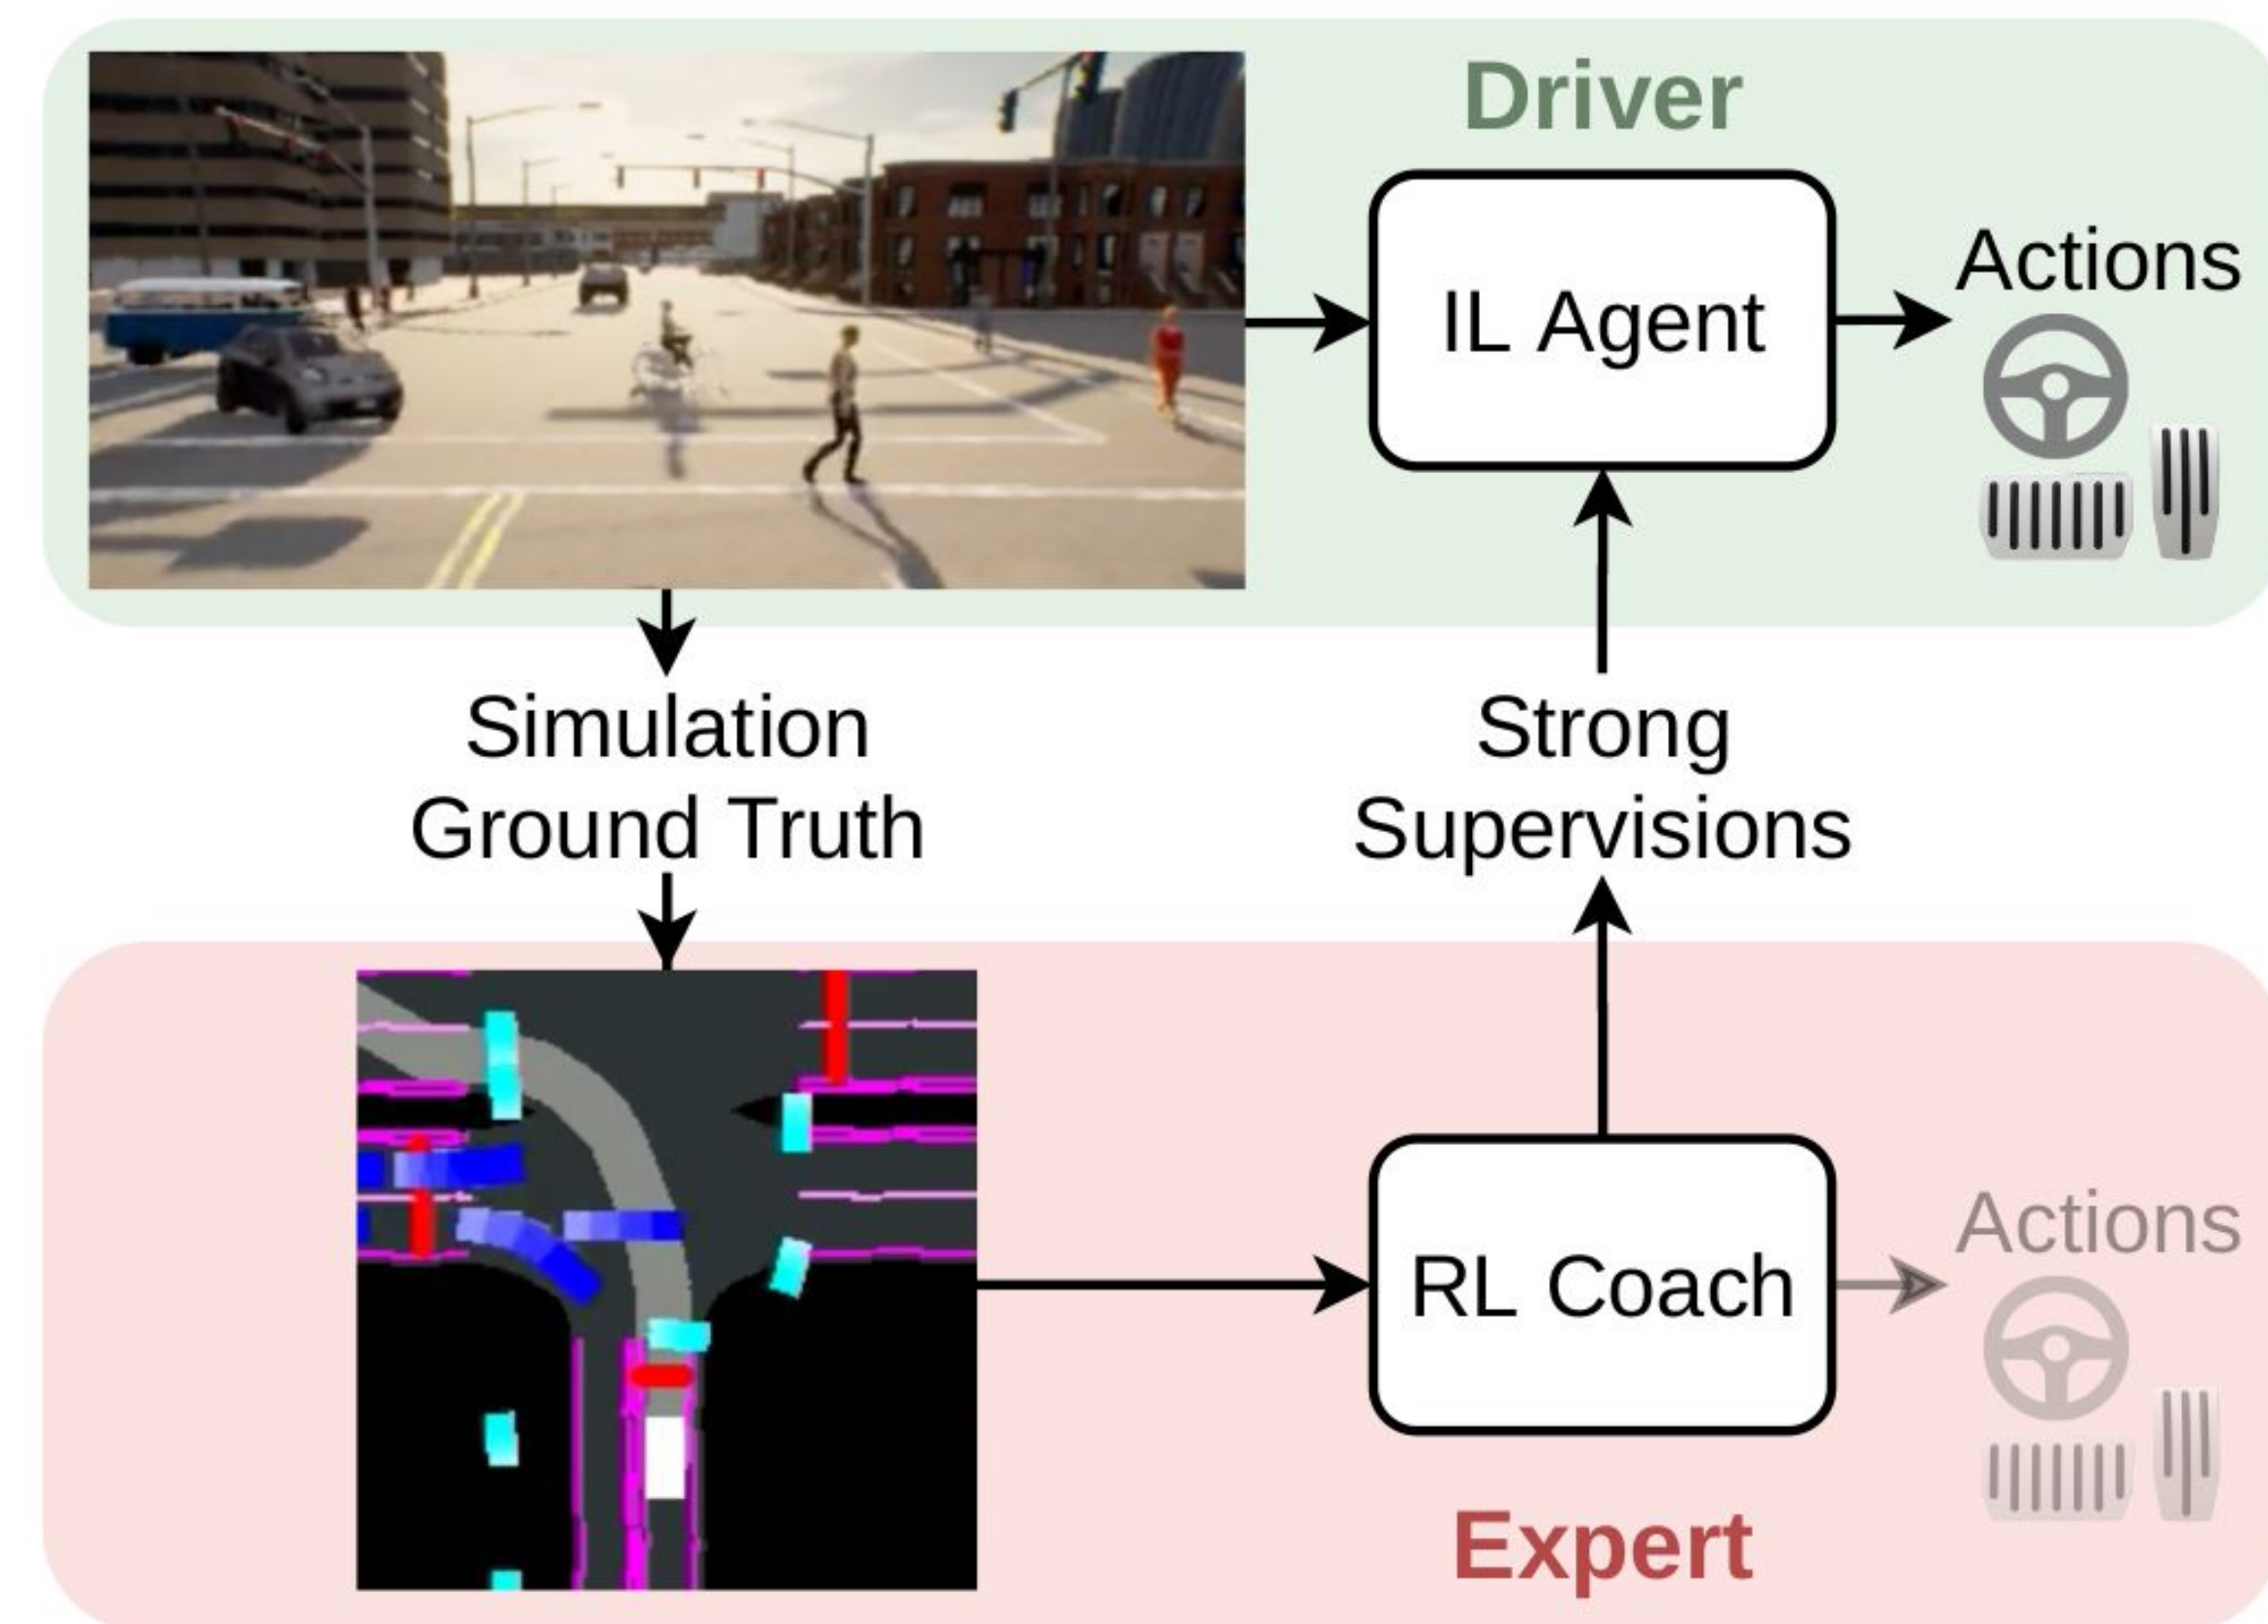 Driver
IL Agent
Actions
Simulation
Ground Truth
Strong
Supervisions
RL Coach
Actions
Expert